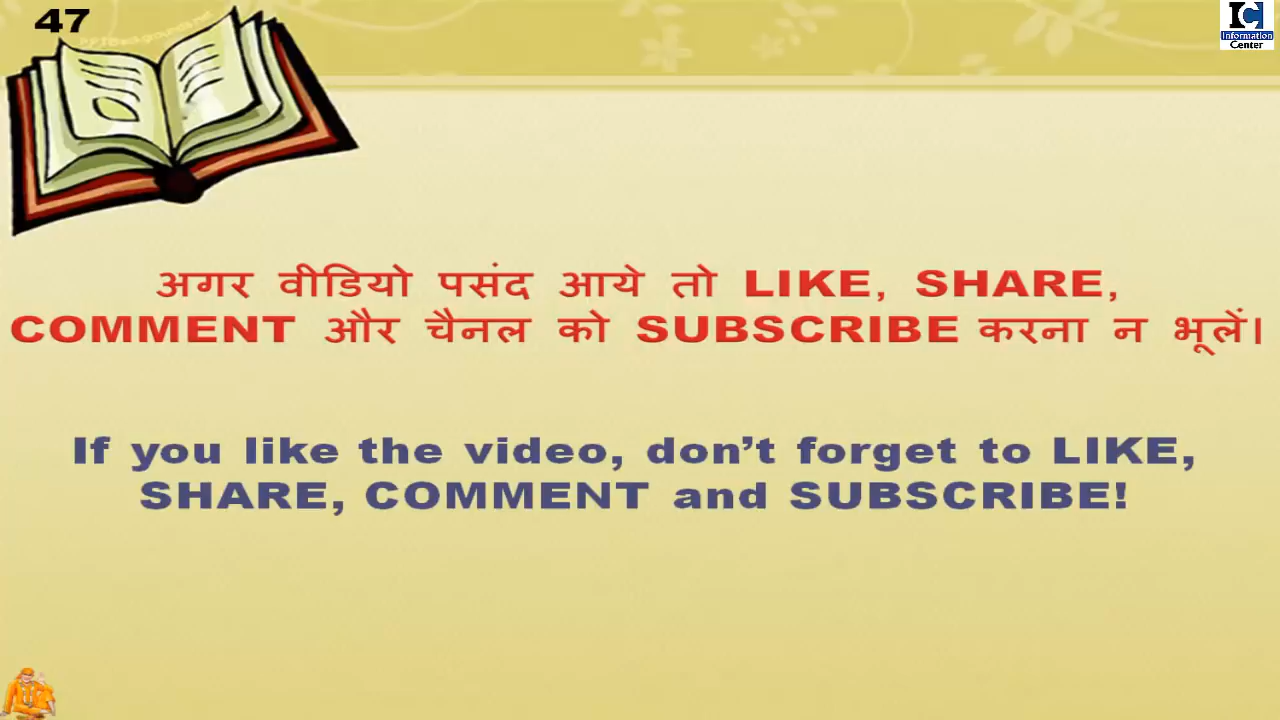 47
IC
Information
Center
अगर वीडियो पसंद आये तो LIKE, SHARE,
COMMENT और चैनल को SUBSCRIBE करना न भूलें।
If you like the video, don’t forget to LIKE,
SHARE, COMMENT and SUBSCRIBE!